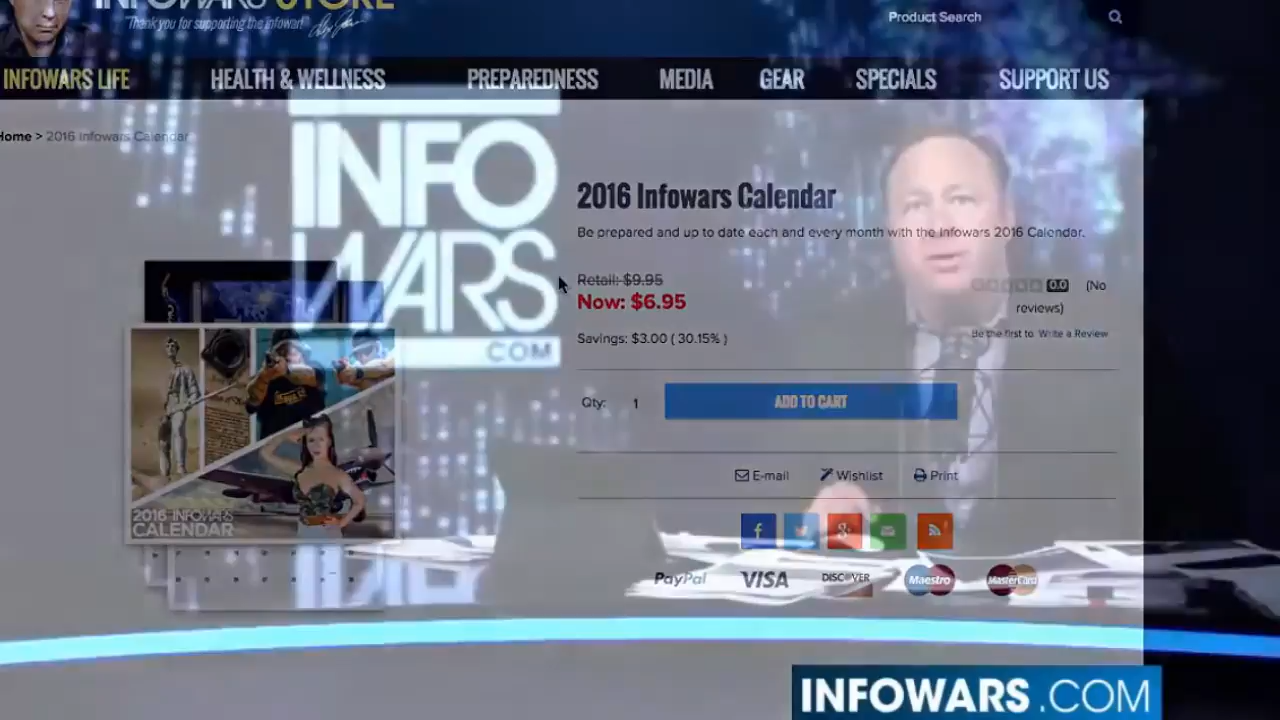 INFOWARS STORE
"Thank you for supporting the infowar!"
Product Search
INFOWARS LIFE HEALTH & WELLNESS PREPAREDNESS MEDIA GEAR SPECIALS SUPPORT US
Home > 2016 Infowars Calendar
INFO
WARS
.COM
2016 Infowars Calendar
Be prepared and up to date each and every month with the Infowars 2016 Calendar.
Retail: $9.95
Now: $6.95
Savings: $3.00 ( 30.15% )
0.0 (No
reviews)
Be the first to Write a Review
Qty: 1 ADD TO CART
E-mail Wishlist Print
2016 INFOWARS
CALENDAR
PayPal VISA DISCOVER Maestro MasterCard
INFOWARS.COM